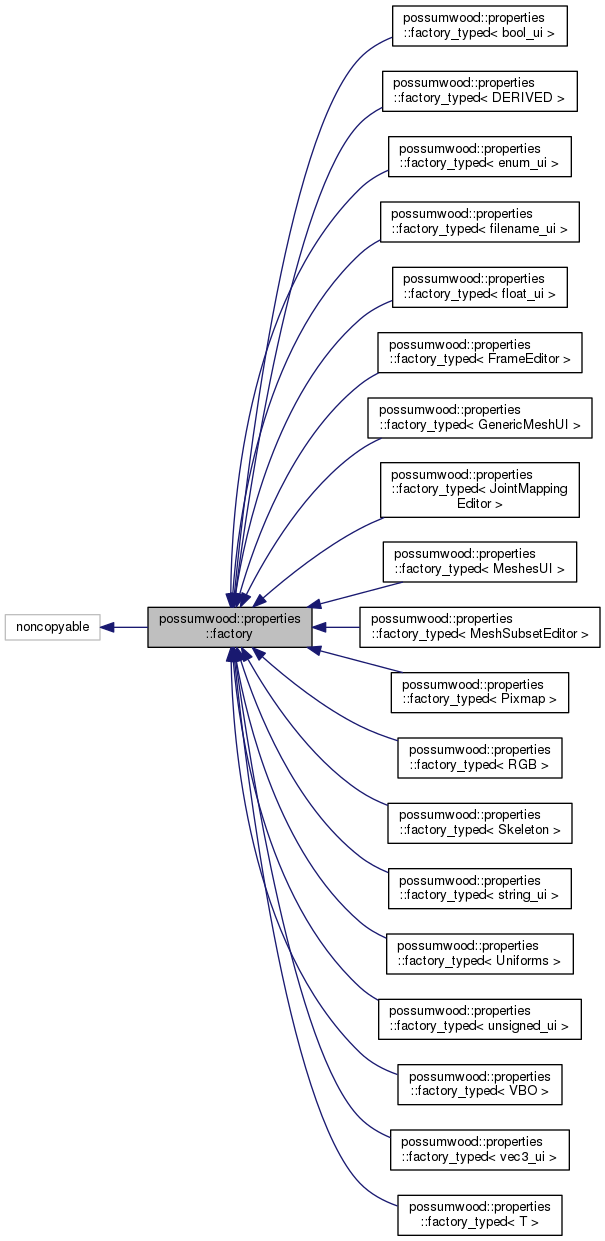 possumwood::properties
::factory_typed< bool_ui >
possumwood::properties
::factory_typed< DERIVED >
possumwood::properties
::factory_typed< enum_ui >
possumwood::properties
::factory_typed< filename_ui >
possumwood::properties
::factory_typed< float_ui >
possumwood::properties
::factory_typed< FrameEditor >
possumwood::properties
::factory_typed< GenericMeshUI >
possumwood::properties
::factory_typed< JointMapping
Editor >
possumwood::properties
::factory_typed< MeshesUI >
noncopyable
possumwood::properties
::factory
possumwood::properties
::factory_typed< MeshSubsetEditor >
possumwood::properties
::factory_typed< Pixmap >
possumwood::properties
::factory_typed< RGB >
possumwood::properties
::factory_typed< Skeleton >
possumwood::properties
::factory_typed< string_ui >
possumwood::properties
::factory_typed< Uniforms >
possumwood::properties
::factory_typed< unsigned_ui >
possumwood::properties
::factory_typed< VBO >
possumwood::properties
::factory_typed< vec3_ui >
possumwood::properties
::factory_typed< T >